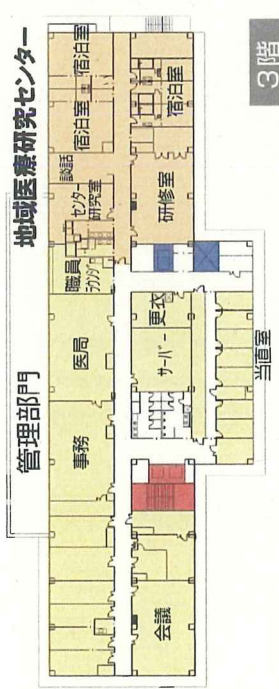 3階
管理部門
地域医療研究センター
事務
医局
職員
ラウンジ
センター
研究室
談話
宿泊室
宿泊室
会議
サーバー
更衣
研修室
宿泊室
当直室